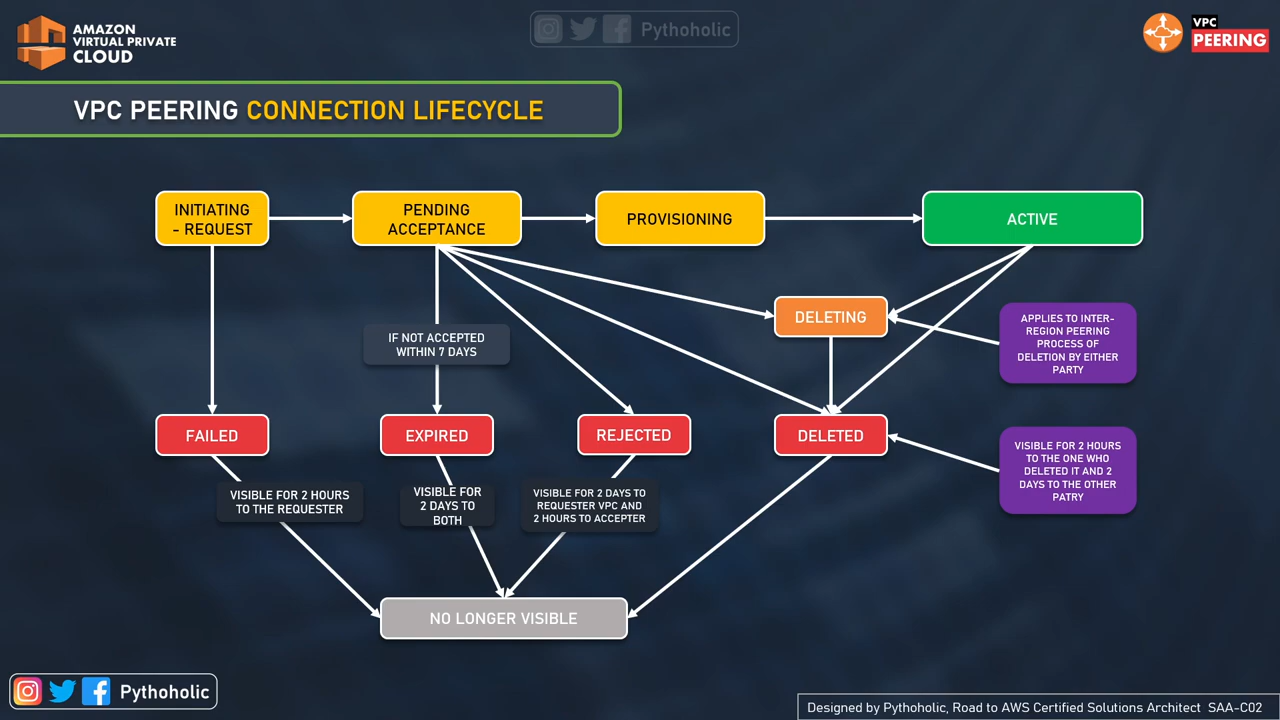 AMAZON
VIRTUAL PRIVATE
CLOUD
Pythoholic
VPC
PEERING
VPC PEERING CONNECTION LIFECYCLE
INITIATING
- REQUEST
PENDING
ACCEPTANCE
PROVISIONING
ACTIVE
DELETING
APPLIES TO INTER-
REGION PEERING
PROCESS OF
DELETION BY EITHER
PARTY
IF NOT ACCEPTED
WITHIN 7 DAYS
FAILED
EXPIRED
REJECTED
DELETED
VISIBLE FOR 2 HOURS
TO THE ONE WHO
DELETED IT AND 2
DAYS TO THE OTHER
PATRY
VISIBLE FOR 2 HOURS
TO THE REQUESTER
VISIBLE FOR
2 DAYS TO
BOTH
VISIBLE FOR 2 DAYS TO
REQUESTER VPC AND
2 HOURS TO ACCEPTER
NO LONGER VISIBLE
Pythoholic
Designed by Pythoholic, Road to AWS Certified Solutions Architect SAA-C02